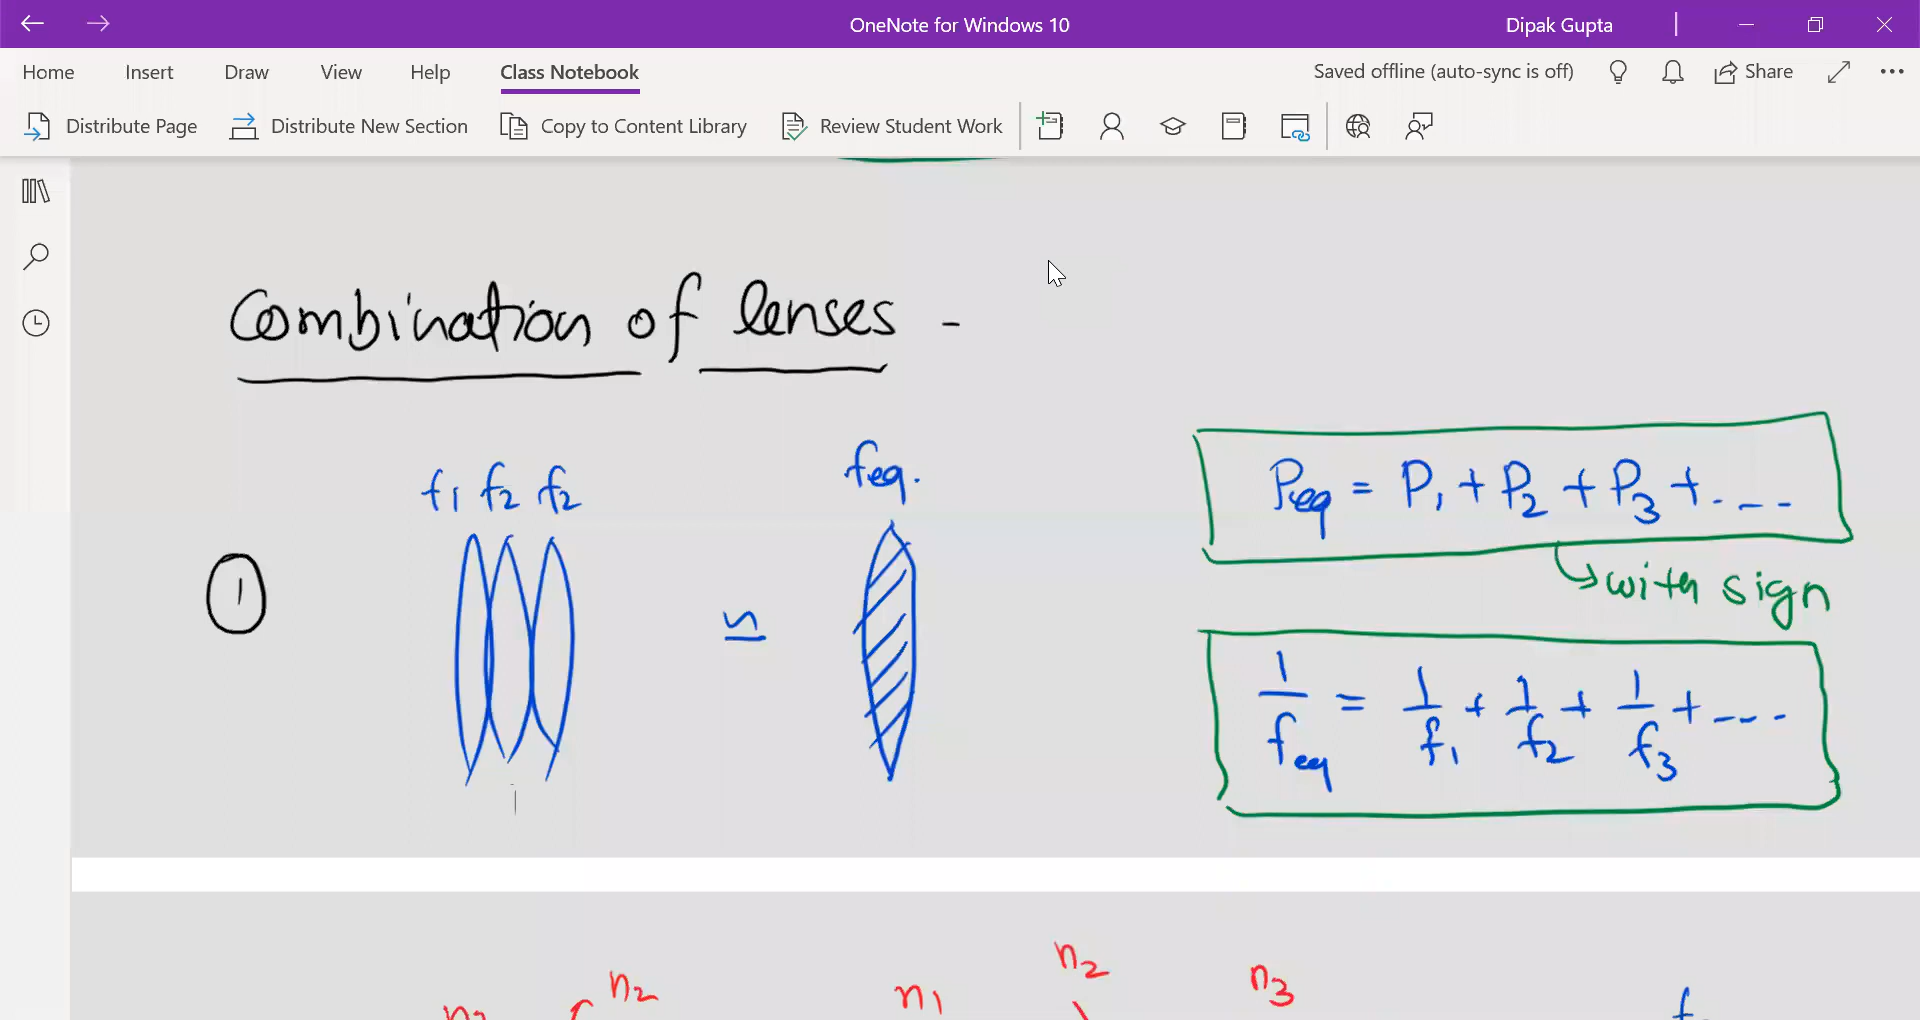 OneNote for Windows 10
Dipak Gupta
Home Insert Draw View Help Class Notebook
Saved offline (auto-sync is off) Share
Distribute Page Distribute New Section Copy to Content Library Review Student Work
Combination of lenses -
f1 f2 f2
feq.
①
≃
Peq = P1 + P2 + P3 + ....
↳ with sign
1/feq = 1/f1 + 1/f2 + 1/f3 + ----
n2
n2
n1
n3